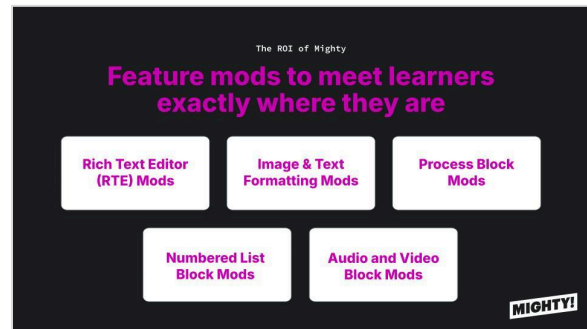 The ROI of Mighty
Feature mods to meet learners
exactly where they are
Rich Text Editor
(RTE) Mods
Image & Text
Formatting Mods
Process Block
Mods
Numbered List
Block Mods
Audio and Video
Block Mods
MIGHTY!